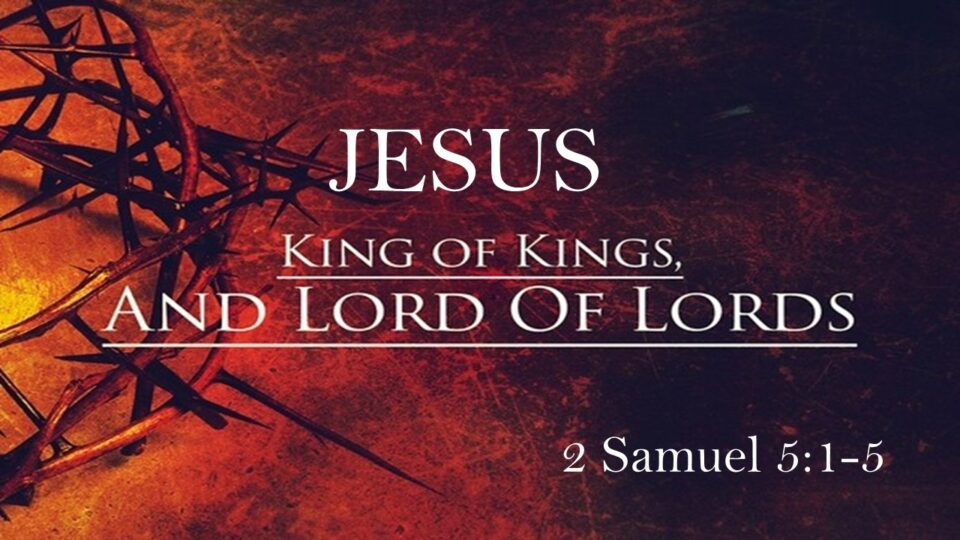 JESUS
KING OF KINGS,
AND LORD OF LORDS
2 Samuel 5:1-5